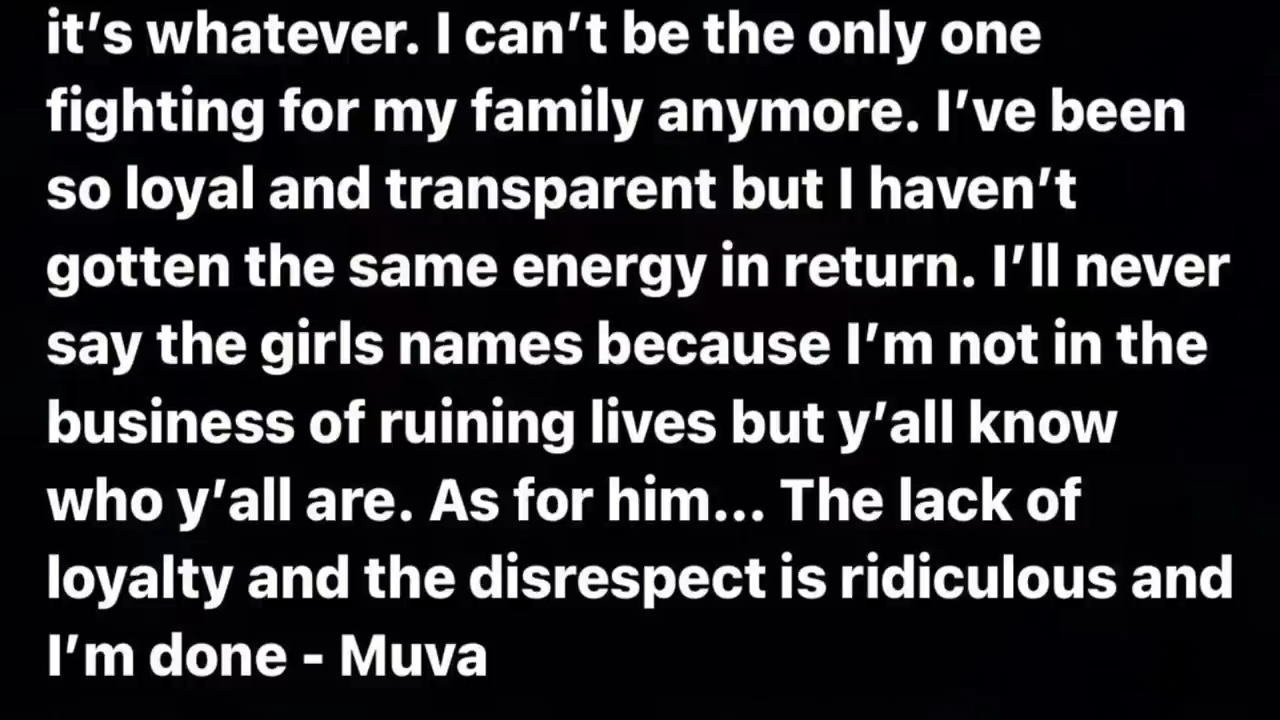 it’s whatever. I can’t be the only one
fighting for my family anymore. I’ve been
so loyal and transparent but I haven’t
gotten the same energy in return. I’ll never
say the girls names because I’m not in the
business of ruining lives but y’all know
who y’all are. As for him... The lack of
loyalty and the disrespect is ridiculous and
I’m done - Muva